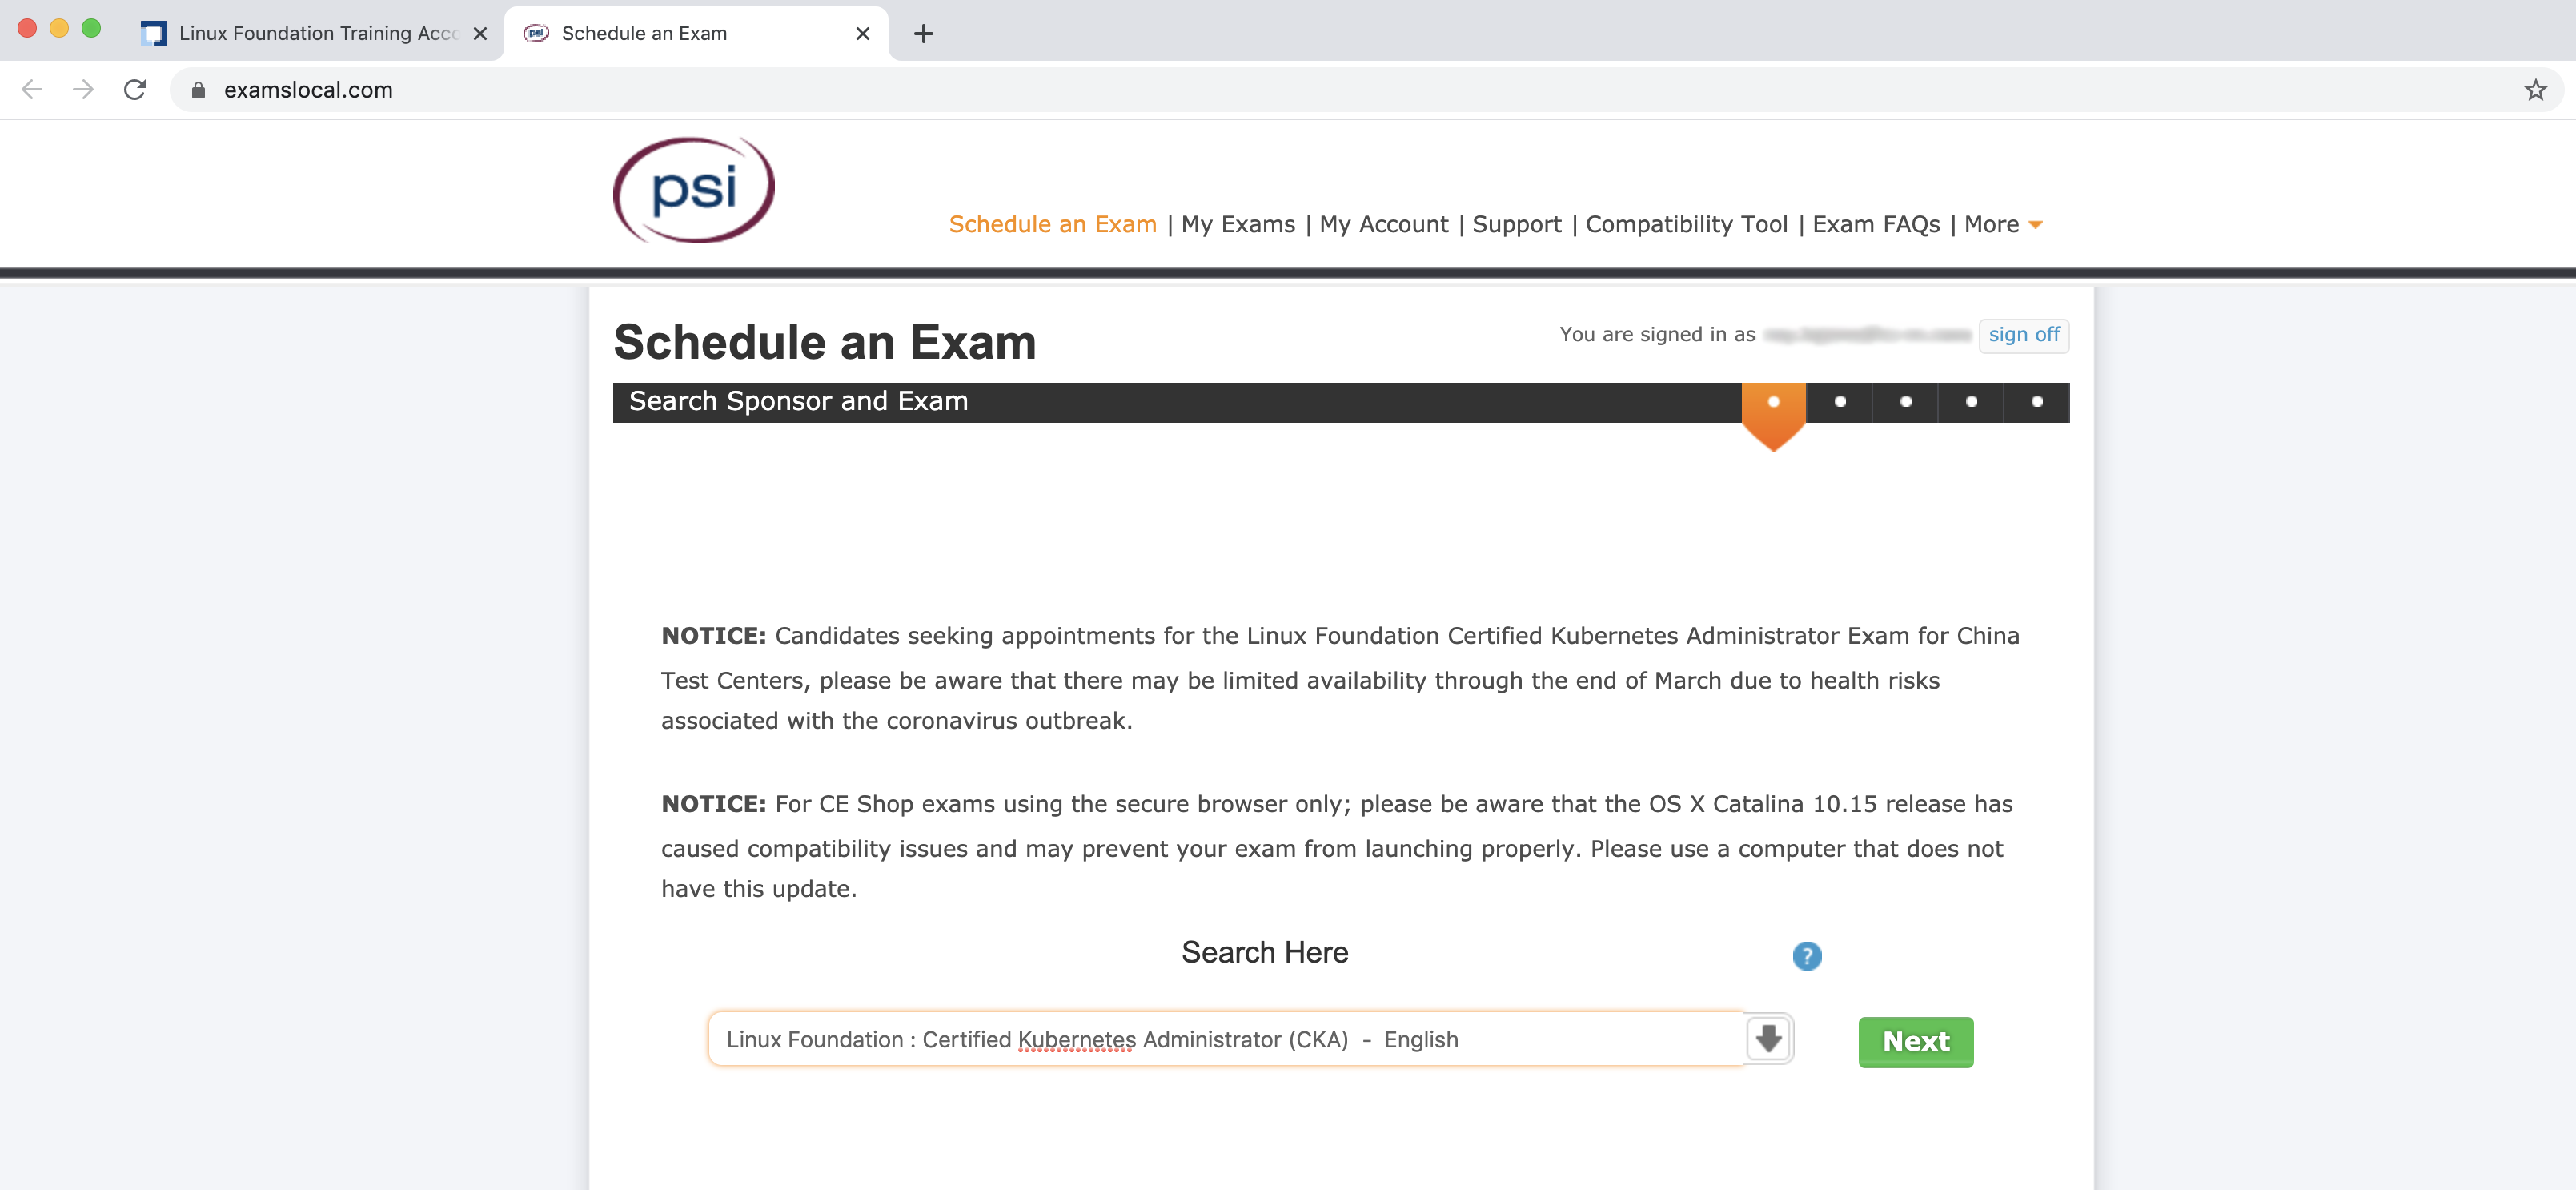 Linux Foundation Training Acc
psi Schedule an Exam
examslocal.com
psi
Schedule an Exam | My Exams | My Account | Support | Compatibility Tool | Exam FAQs | More
Schedule an Exam
You are signed in as
sign off
Search Sponsor and Exam
NOTICE: Candidates seeking appointments for the Linux Foundation Certified Kubernetes Administrator Exam for China
Test Centers, please be aware that there may be limited availability through the end of March due to health risks
associated with the coronavirus outbreak.
NOTICE: For CE Shop exams using the secure browser only; please be aware that the OS X Catalina 10.15 release has
caused compatibility issues and may prevent your exam from launching properly. Please use a computer that does not
have this update.
Search Here
?
Linux Foundation : Certified Kubernetes Administrator (CKA) - English
Next